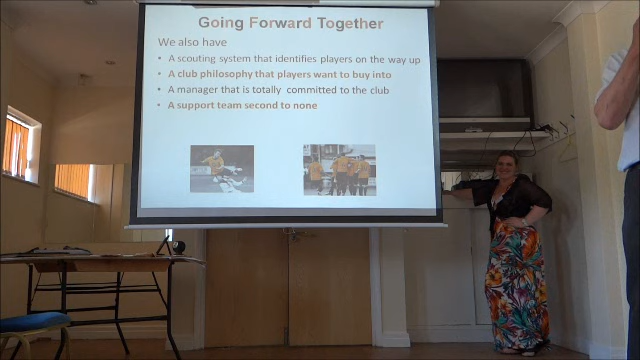 Going Forward Together
We also have
• A scouting system that identifies players on the way up
• A club philosophy that players want to buy into
• A manager that is totally committed to the club
• A support team second to none